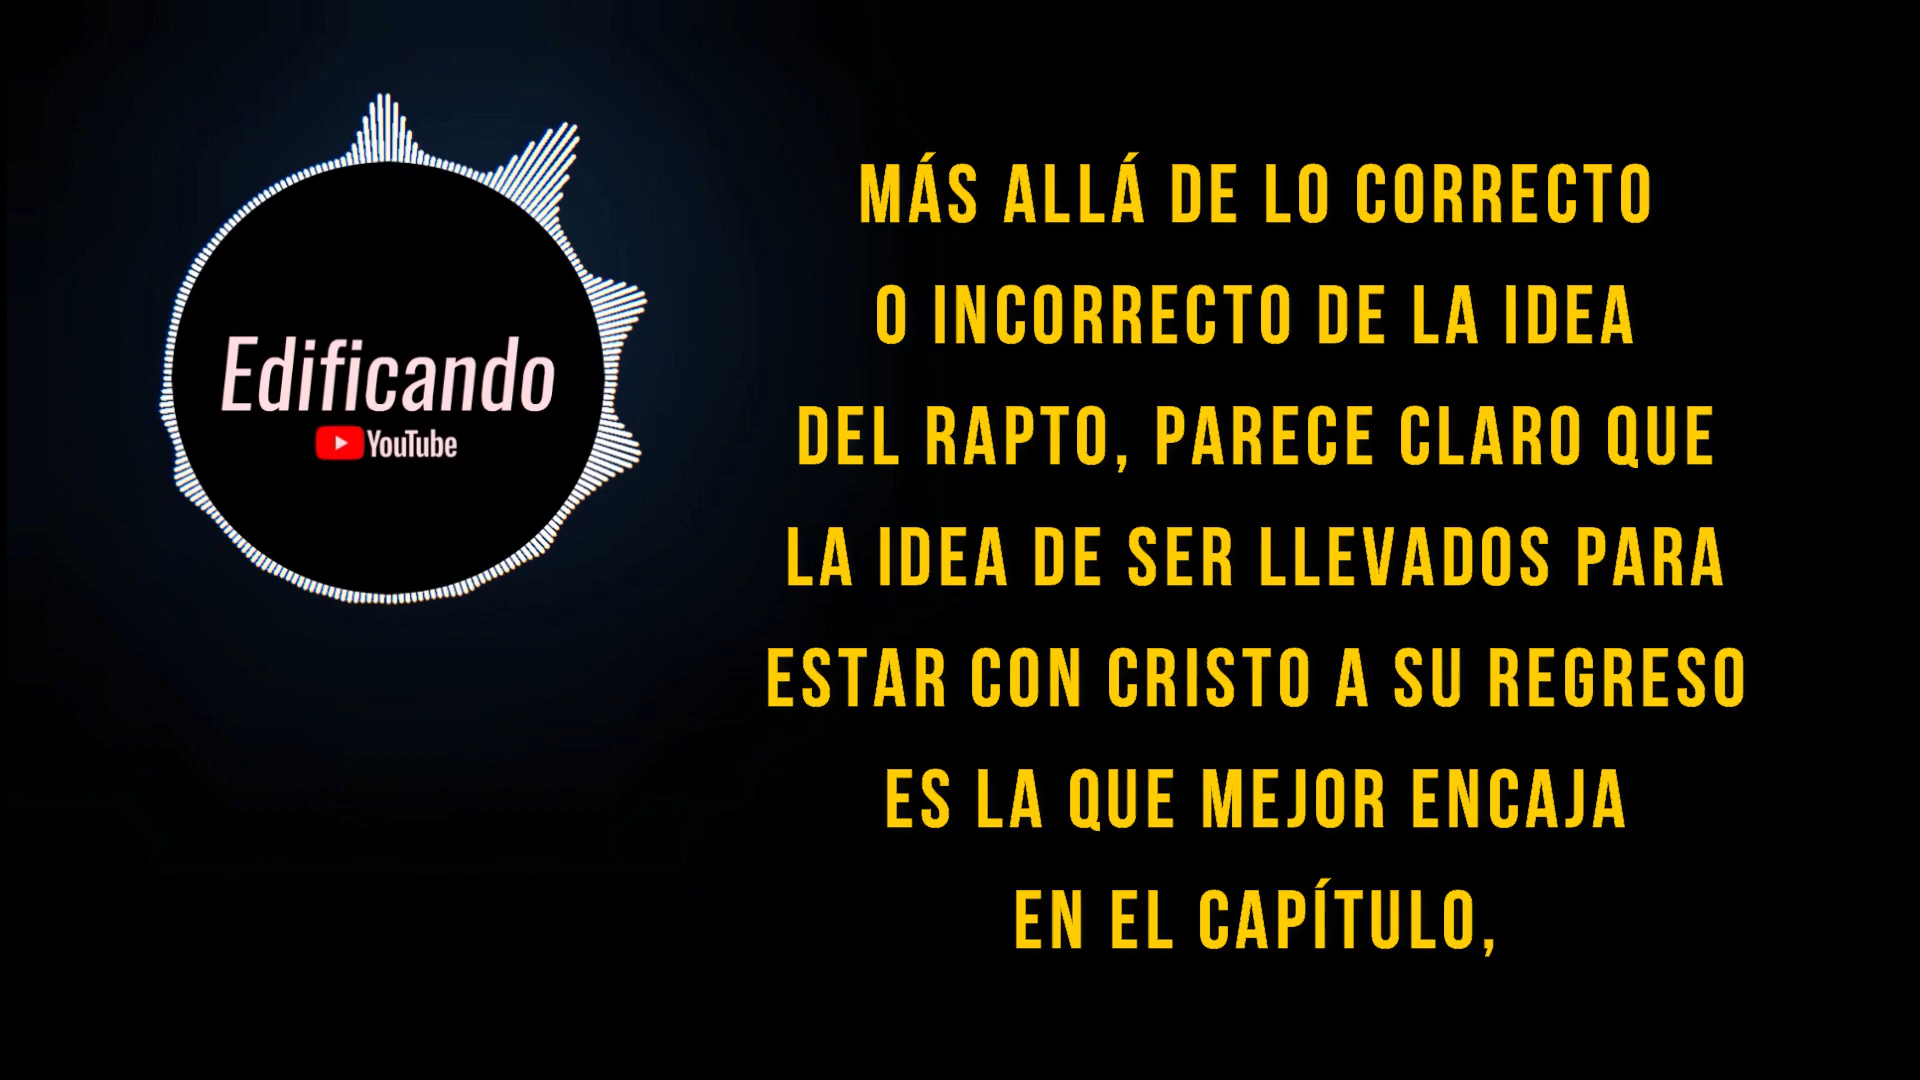 Edificando
YouTube
MÁS ALLÁ DE LO CORRECTO
O INCORRECTO DE LA IDEA
DEL RAPTO, PARECE CLARO QUE
LA IDEA DE SER LLEVADOS PARA
ESTAR CON CRISTO A SU REGRESO
ES LA QUE MEJOR ENCAJA
EN EL CAPÍTULO,